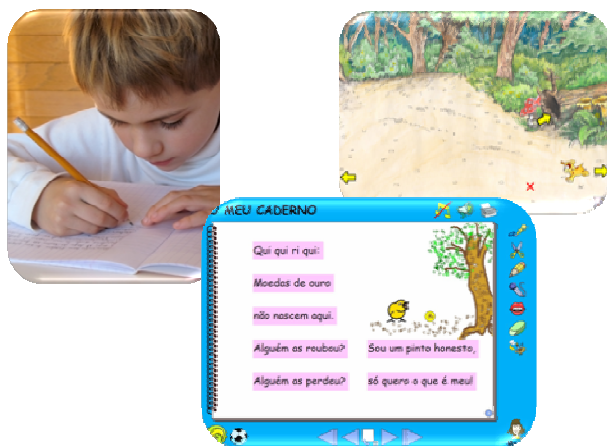 O MEU CADERNO
Qui qui ri qui:
Moedas de ouro
não nascem aqui.
Alguém as roubou?
Alguém as perdeu?
Sou um pinto honesto,
só quero o que é meu!